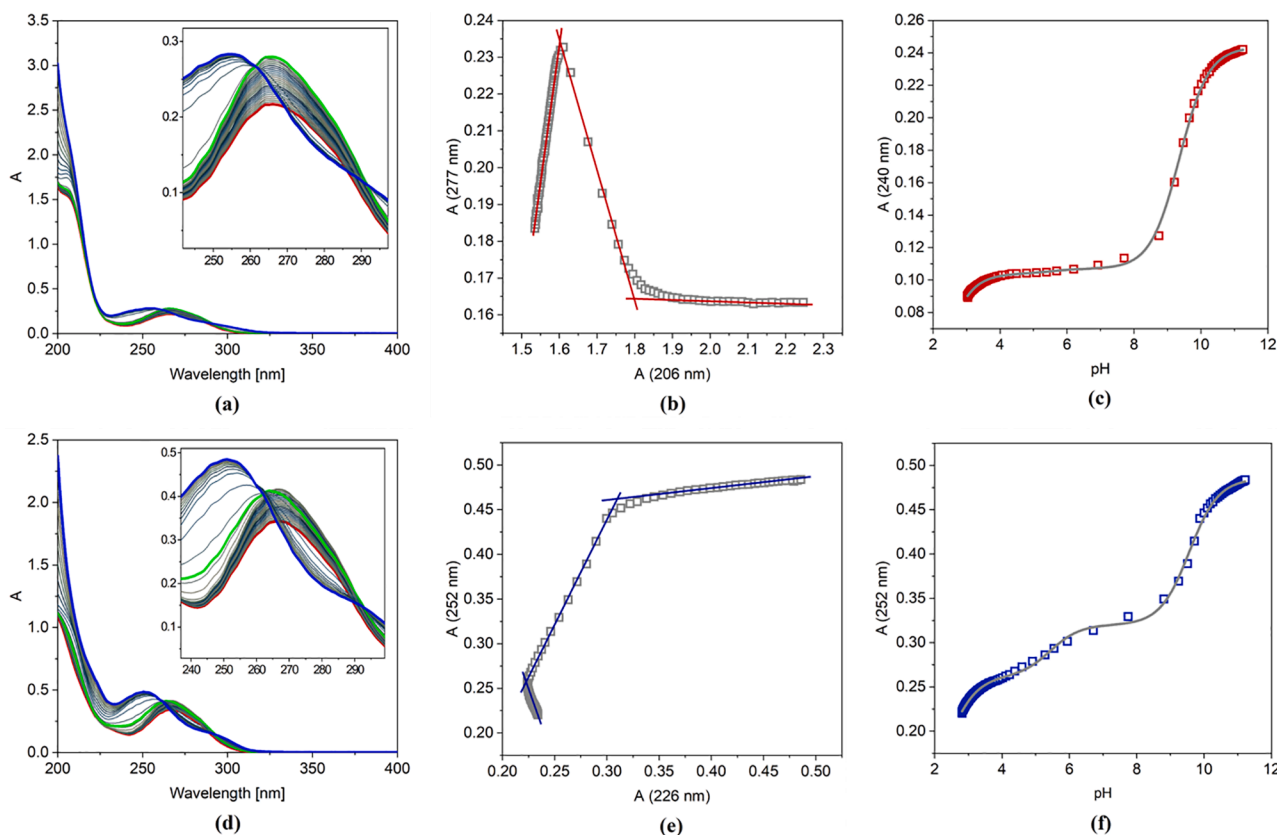 3.5
3.0
2.5
2.0
1.5
1.0
0.5
0.0
A
200 250 300 350 400
Wavelength [nm]
0.3
0.2
0.1
250 260 270 280 290
(a)
0.24
0.23
0.22
0.21
0.20
0.19
0.18
0.17
0.16
A (277 nm)
1.5 1.6 1.7 1.8 1.9 2.0 2.1 2.2 2.3
A (206 nm)
(b)
0.26
0.24
0.22
0.20
0.18
0.16
0.14
0.12
0.10
0.08
A (240 nm)
2 4 6 8 10 12
pH
(c)
2.5
2.0
1.5
1.0
0.5
0.0
A
200 250 300 350 400
Wavelength [nm]
0.5
0.4
0.3
0.2
0.1
240 250 260 270 280 290
(d)
0.50
0.45
0.40
0.35
0.30
0.25
0.20
A (252 nm)
0.20 0.25 0.30 0.35 0.40 0.45 0.50
A (226 nm)
(e)
0.50
0.45
0.40
0.35
0.30
0.25
0.20
A (252 nm)
2 4 6 8 10 12
pH
(f)